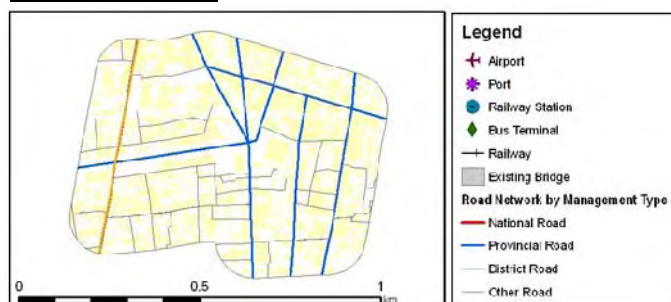 Legend
Airport
Port
Railway Station
Bus Terminal
Railway
Existing Bridge
Road Network by Management Type
National Road
Provincial Road
District Road
Other Road
0 0.5 1
km